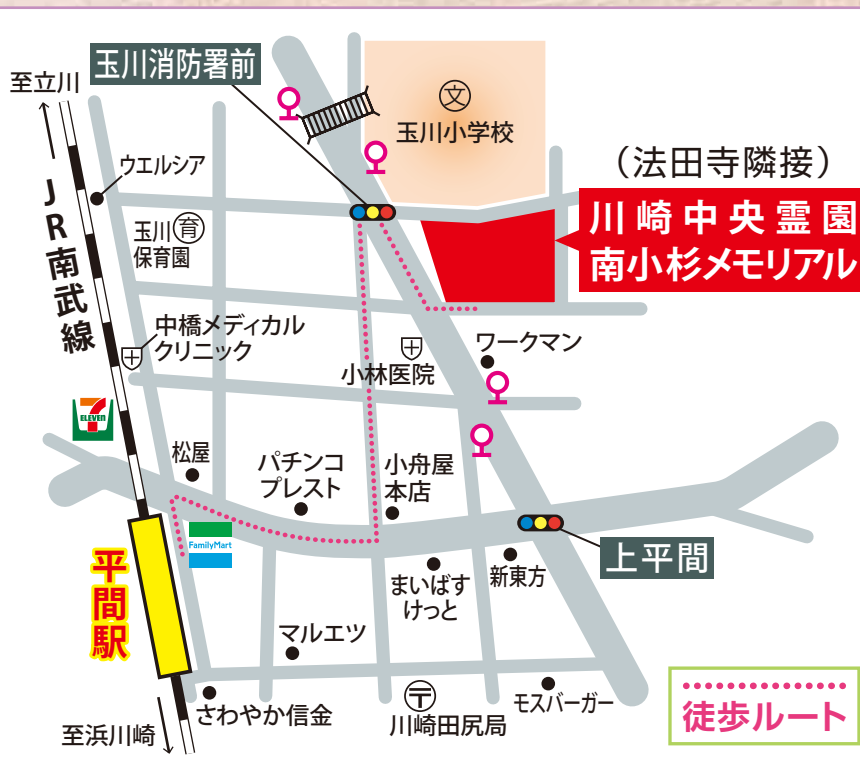 玉川消防署前
至立川
文
玉川小学校
(法田寺隣接)
川崎中央霊園
南小杉メモリアル
ウエルシア
JR南武線
玉川
保育園
育
中橋メディカル
クリニック
小林医院
ワークマン
7
ELEVEN
松屋
パチンコ
プレスト
小舟屋
本店
FamilyMart
上平間
平間駅
まいばす
けっと
新東方
マルエツ
さわやか信金
〒
川崎田尻局
モスバーガー
至浜川崎
徒歩ルート